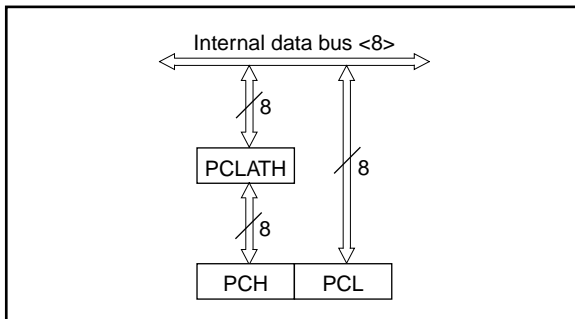 Internal data bus <8>
8
PCLATH
8
8
PCH PCL